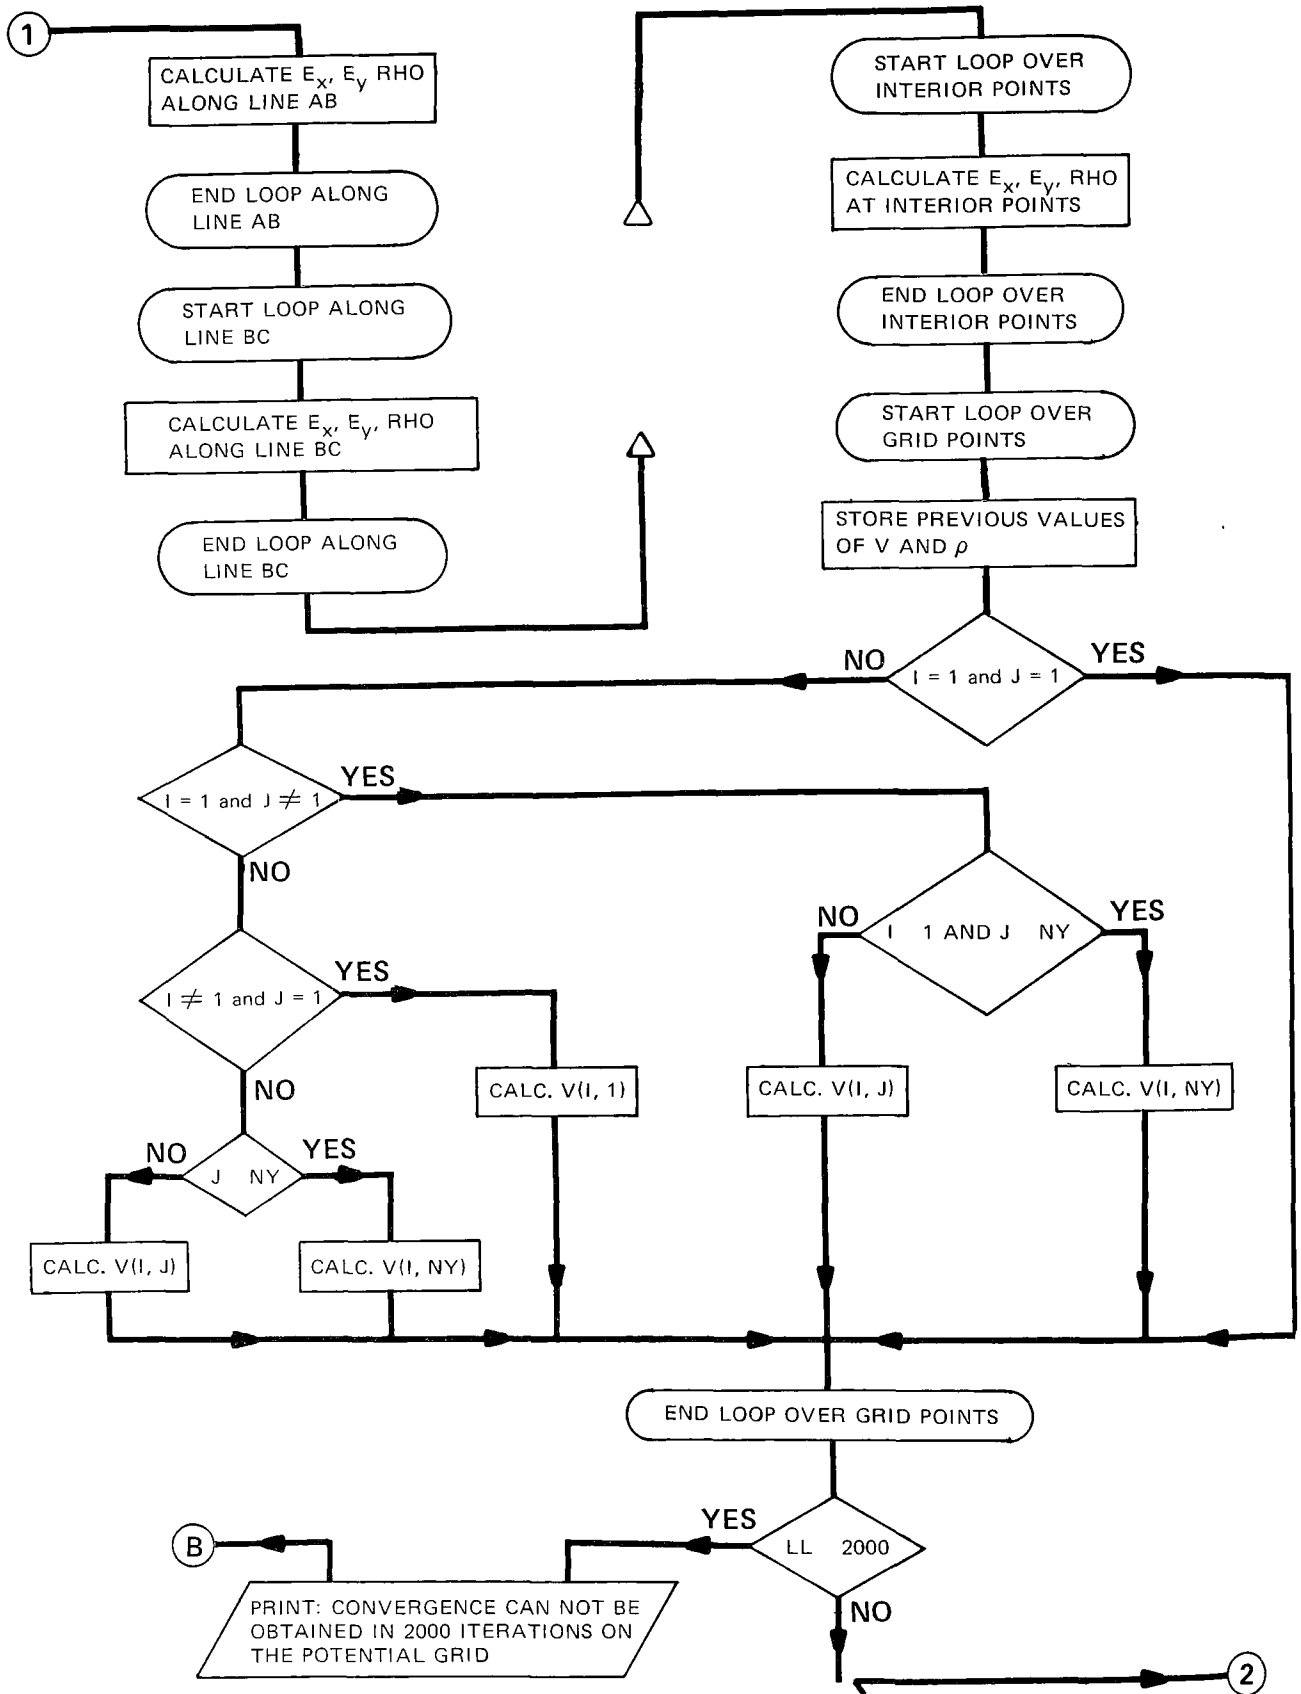 1
CALCULATE Ex, Ey RHO
ALONG LINE AB
END LOOP ALONG
LINE AB
START LOOP ALONG
LINE BC
CALCULATE Ex, Ey, RHO
ALONG LINE BC
END LOOP ALONG
LINE BC
START LOOP OVER
INTERIOR POINTS
CALCULATE Ex, Ey, RHO
AT INTERIOR POINTS
END LOOP OVER
INTERIOR POINTS
START LOOP OVER
GRID POINTS
STORE PREVIOUS VALUES
OF V AND ρ
I = 1 and J = 1
NO
YES
I = 1 and J ≠ 1
YES
NO
I 1 AND J NY
NO
YES
I ≠ 1 and J = 1
YES
NO
CALC. V(I, 1)
CALC. V(I, J)
CALC. V(I, NY)
J NY
NO
YES
CALC. V(I, J)
CALC. V(I, NY)
END LOOP OVER GRID POINTS
LL 2000
YES
NO
B
PRINT: CONVERGENCE CAN NOT BE
OBTAINED IN 2000 ITERATIONS ON
THE POTENTIAL GRID
2